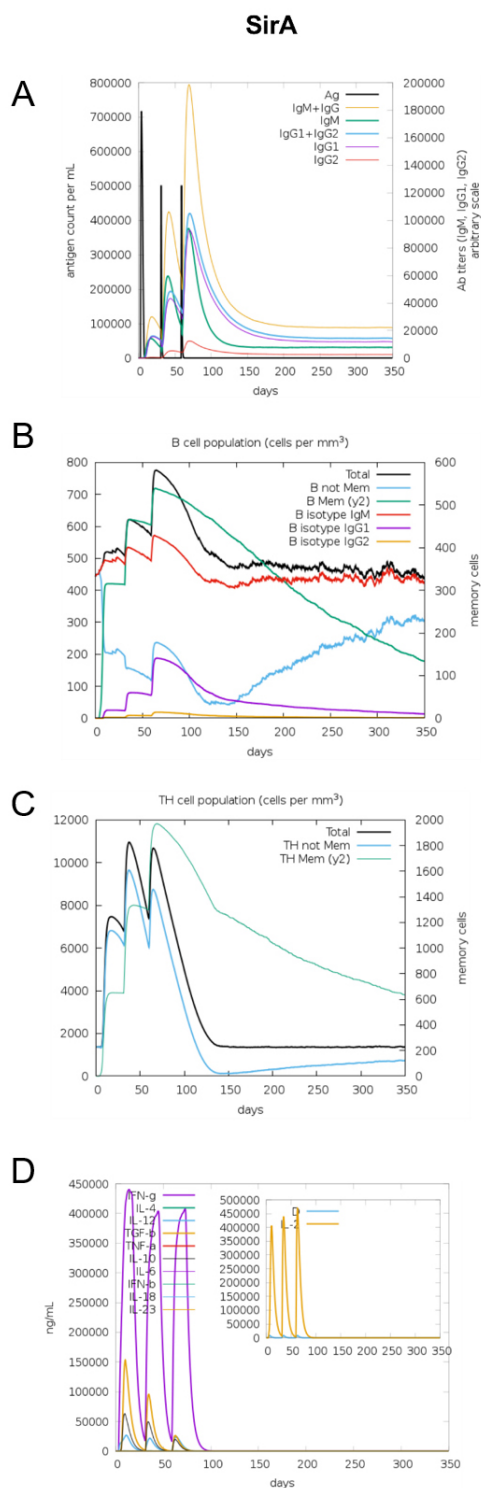 SirA
A
Ag
IgM+IgG
IgM
IgG1+IgG2
IgG1
IgG2
800000
700000
600000
500000
400000
300000
200000
100000
0
antigen count per mL
200000
180000
160000
140000
120000
100000
80000
60000
40000
20000
0
Ab titers (IgM, IgG1, IgG2)
arbitrary scale
0 50 100 150 200 250 300 350
days
B
B cell population (cells per mm³)
Total
B not Mem
B Mem (y2)
B isotype IgM
B isotype IgG1
B isotype IgG2
800
700
600
500
400
300
200
100
0
600
500
400
300
200
100
0
memory cells
0 50 100 150 200 250 300 350
days
C
TH cell population (cells per mm³)
Total
TH not Mem
TH Mem (y2)
12000
10000
8000
6000
4000
2000
0
2000
1800
1600
1400
1200
1000
800
600
400
200
0
memory cells
0 50 100 150 200 250 300 350
days
D
450000
400000
350000
300000
250000
200000
150000
100000
50000
0
ng/mL
IFN-g
IL-4
IL-12
TGF-b
TNF-a
IL-10
IL-6
IFN-b
IL-18
IL-23
500000
450000
400000
350000
300000
250000
200000
150000
100000
50000
0
D
IL-2
0 50 100 150 200 250 300 350
0 50 100 150 200 250 300 350
days